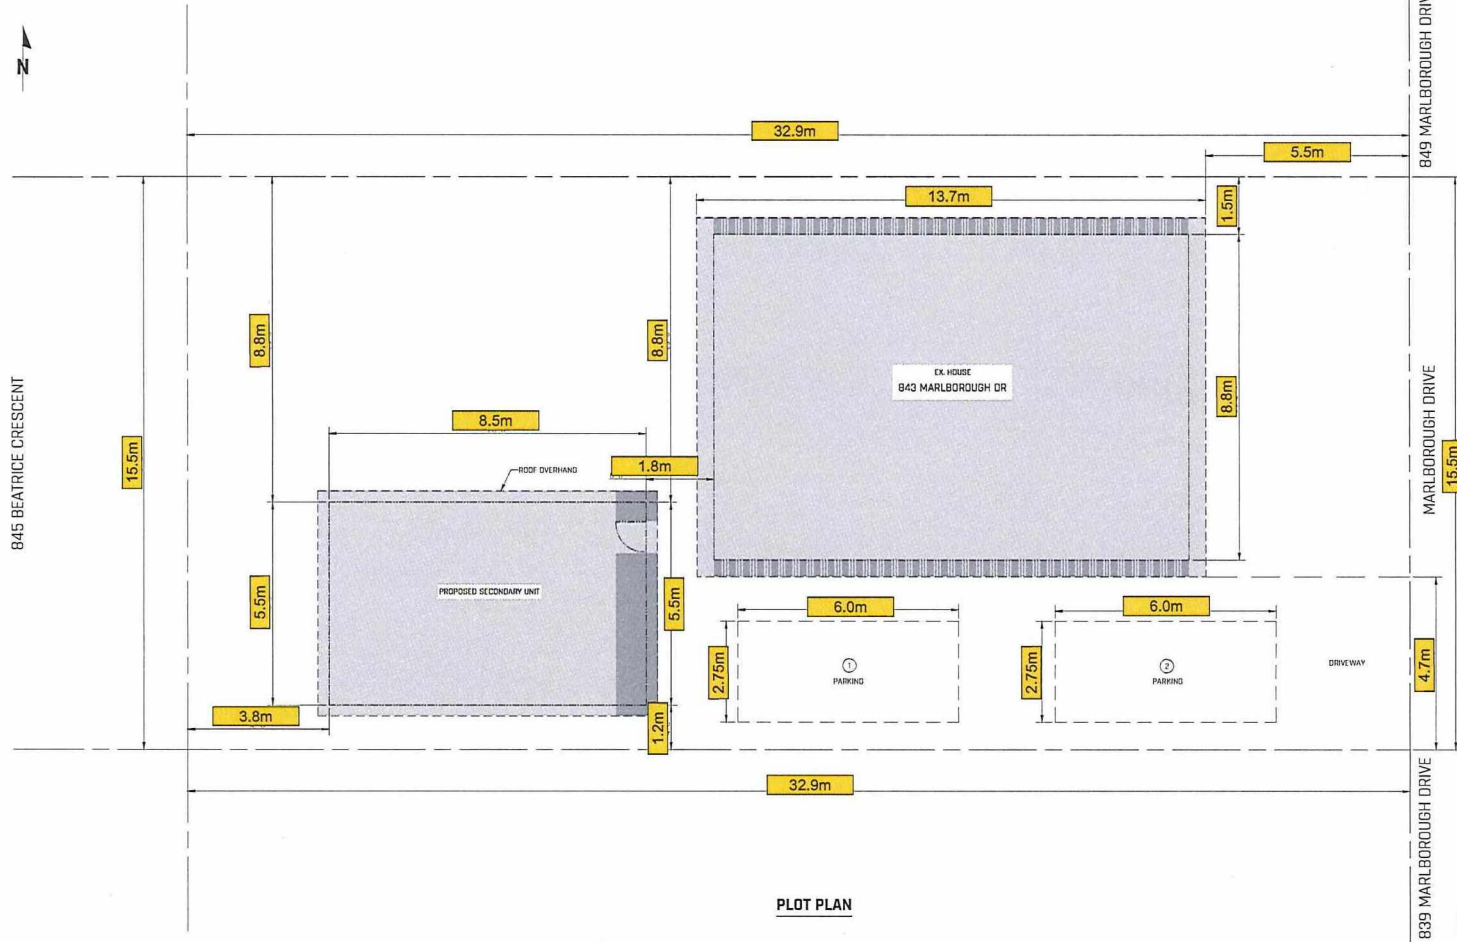 N
849 MARLBOROUGH
32.9m
5.5m
13.7m
1.5m
8.8m
8.8m
EX. HOUSE
843 MARLBOROUGH DR
8.8m
MARLBOROUGH DRIVE
15.5m
845 BEATRICE CRESCENT
15.5m
8.5m
1.8m
ROOF OVERHANG
PROPOSED SECONDARY UNIT
5.5m
5.5m
6.0m
6.0m
2.75m
1
PARKING
2.75m
2
PARKING
DRIVEWAY
4.7m
3.8m
1.2m
32.9m
839 MARLBOROUGH DRIVE
PLOT PLAN